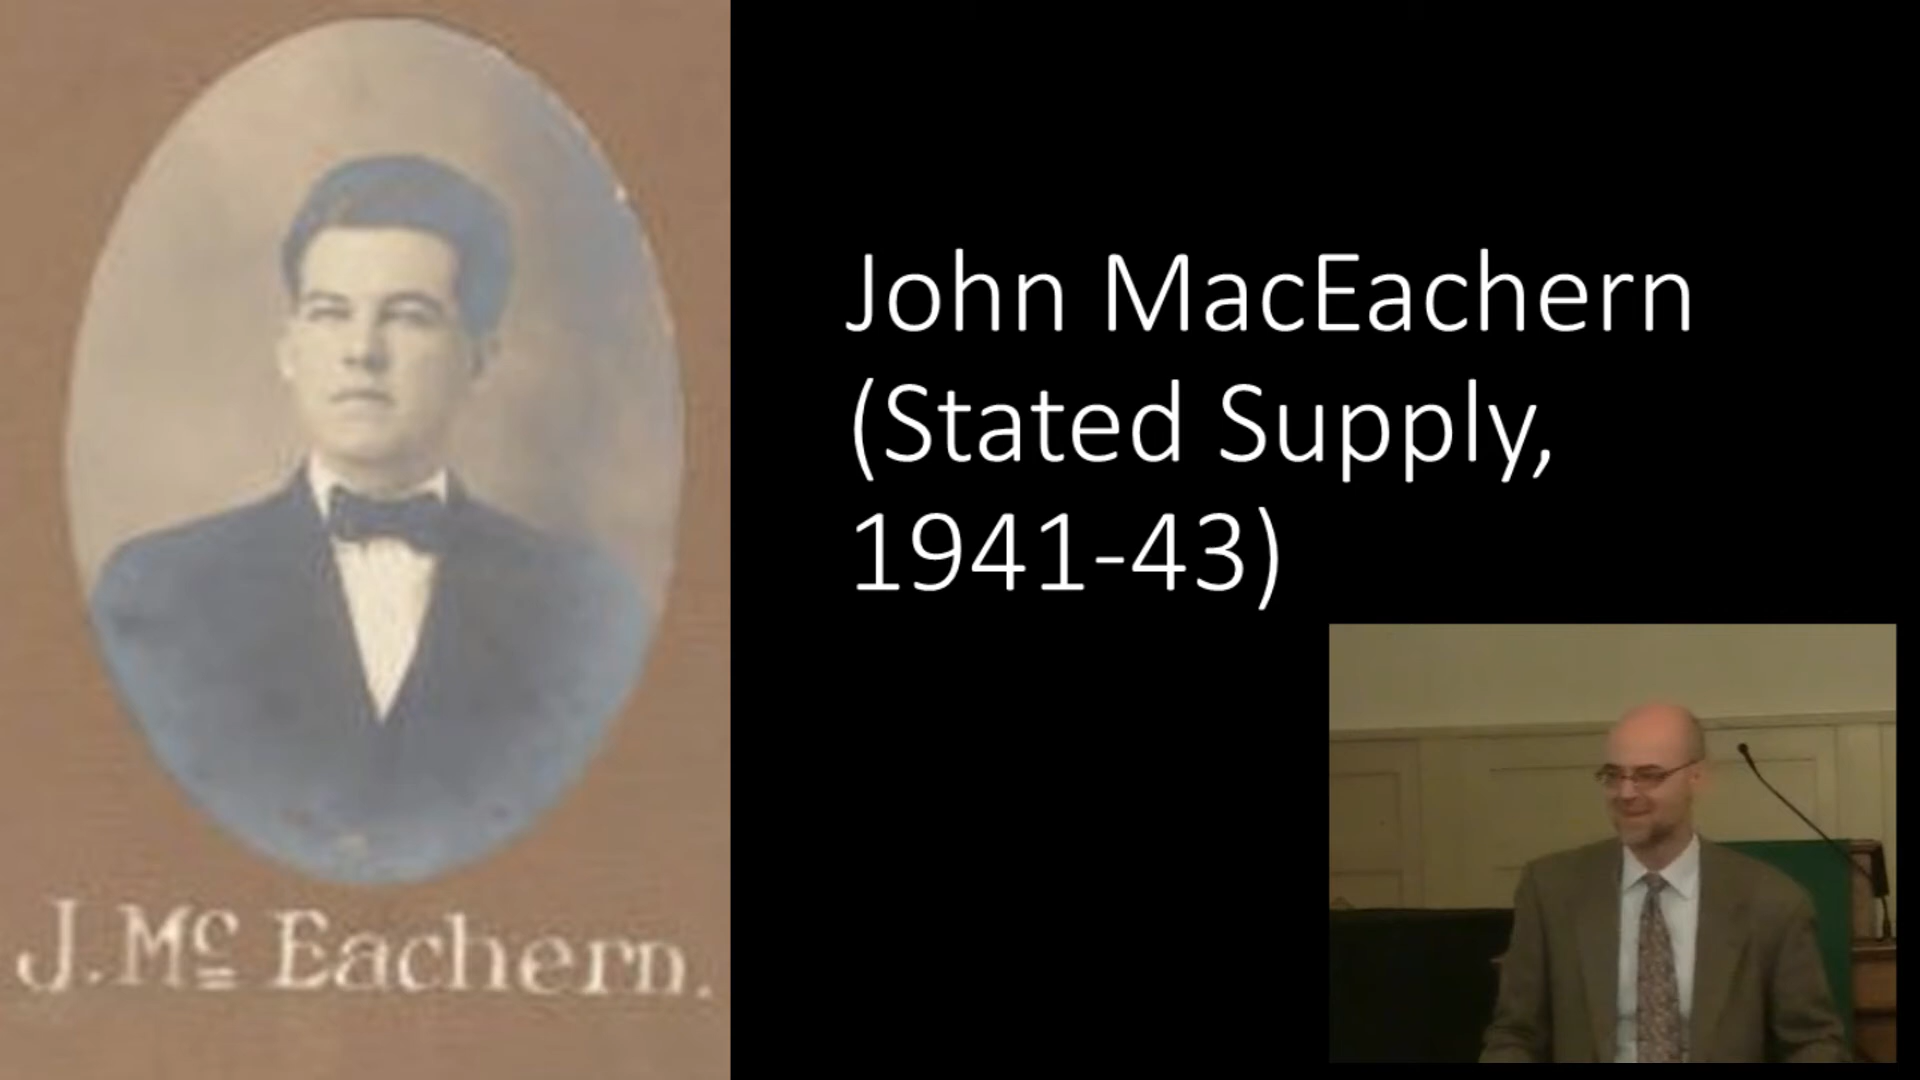 John MacEachern
(Stated Supply,
1941-43)
J. Mc Eachern.